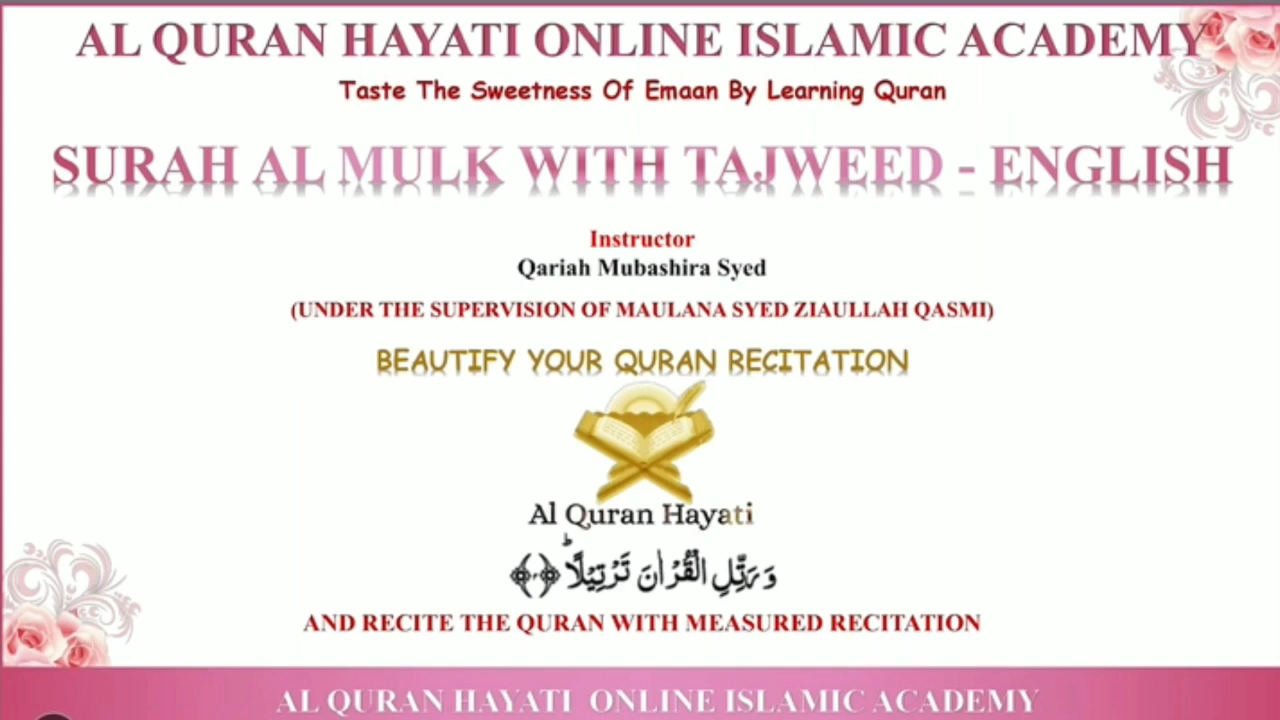 AL QURAN HAYATI ONLINE ISLAMIC ACADEMY
Taste The Sweetness Of Emaan By Learning Quran
SURAH AL MULK WITH TAJWEED - ENGLISH
Instructor
Qariah Mubashira Syed
(UNDER THE SUPERVISION OF MAULANA SYED ZIAULLAH QASMI)
BEAUTIFY YOUR QURAN RECITATION
Al Quran Hayati
وَرَتِّلِ الْقُرْاٰنَ تَرْتِيْلًا ؕ
AND RECITE THE QURAN WITH MEASURED RECITATION
AL QURAN HAYATI ONLINE ISLAMIC ACADEMY